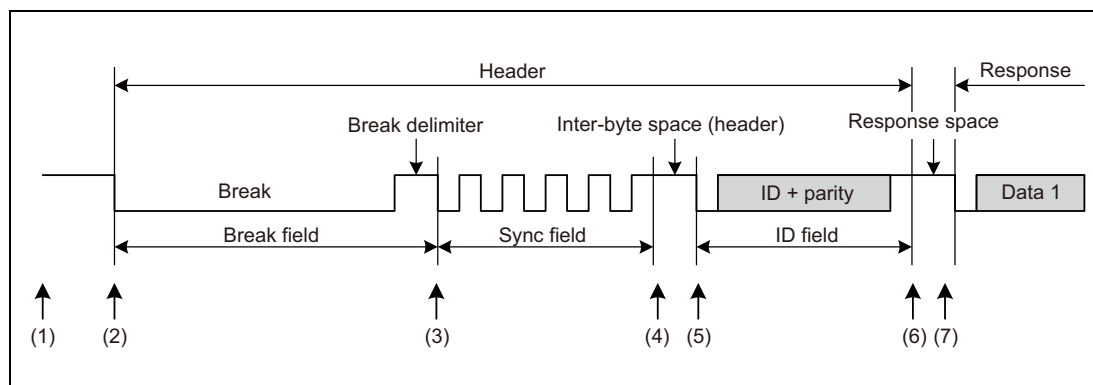 Header
Response
Break delimiter
Inter-byte space (header)
Response space
Break
ID + parity
Data 1
Break field
Sync field
ID field
(1)
(2)
(3)
(4)
(5)
(6)
(7)